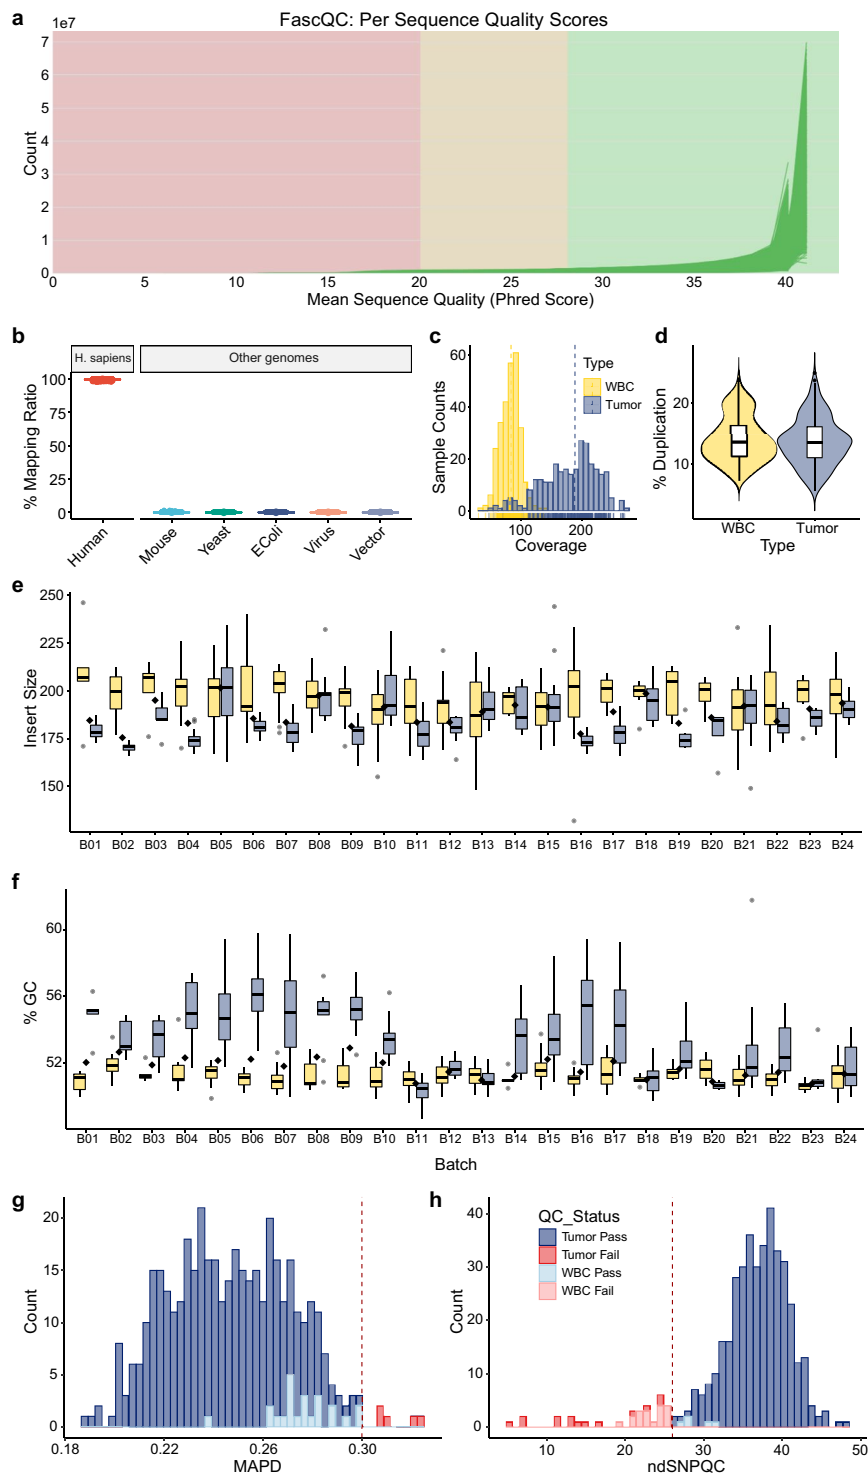 a
FascQC: Per Sequence Quality Scores
1e7
7
6
5
4
3
2
1
0
Count
0 5 10 15 20 25 30 35 40
Mean Sequence Quality (Phred Score)
b
H. sapiens
Other genomes
% Mapping Ratio
100
75
50
25
0
Human Mouse Yeast EColi Virus Vector
c
Sample Counts
60
40
20
0
Type
WBC
Tumor
100 200
Coverage
d
% Duplication
20
10
WBC Tumor
Type
e
Insert Size
250
225
200
175
150
B01 B02 B03 B04 B05 B06 B07 B08 B09 B10 B11 B12 B13 B14 B15 B16 B17 B18 B19 B20 B21 B22 B23 B24
f
% GC
60
56
52
B01 B02 B03 B04 B05 B06 B07 B08 B09 B10 B11 B12 B13 B14 B15 B16 B17 B18 B19 B20 B21 B22 B23 B24
Batch
g
Count
20
15
10
5
0
0.18 0.22 0.26 0.30
MAPD
h
Count
40
30
20
10
0
QC_Status
Tumor Pass
Tumor Fail
WBC Pass
WBC Fail
10 20 30 40 50
ndSNPQC